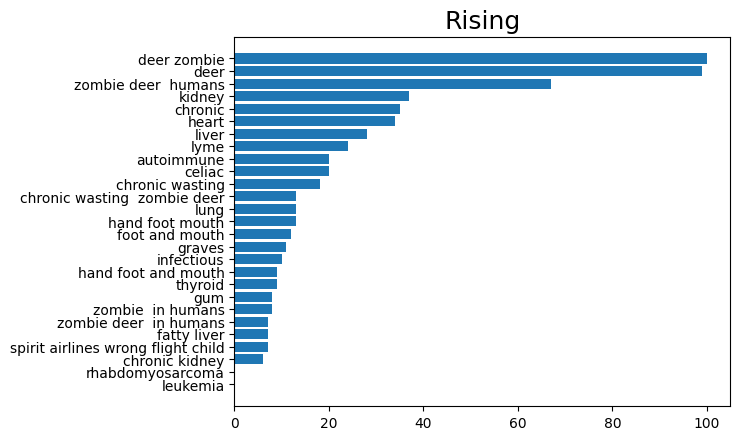 Rising
deer zombie
deer
zombie deer  humans
kidney
chronic
heart
liver
lyme
autoimmune
celiac
chronic wasting
chronic wasting  zombie deer
lung
hand foot mouth
foot and mouth
graves
infectious
hand foot and mouth
thyroid
gum
zombie  in humans
zombie deer  in humans
fatty liver
spirit airlines wrong flight child
chronic kidney
rhabdomyosarcoma
leukemia
0 20 40 60 80 100